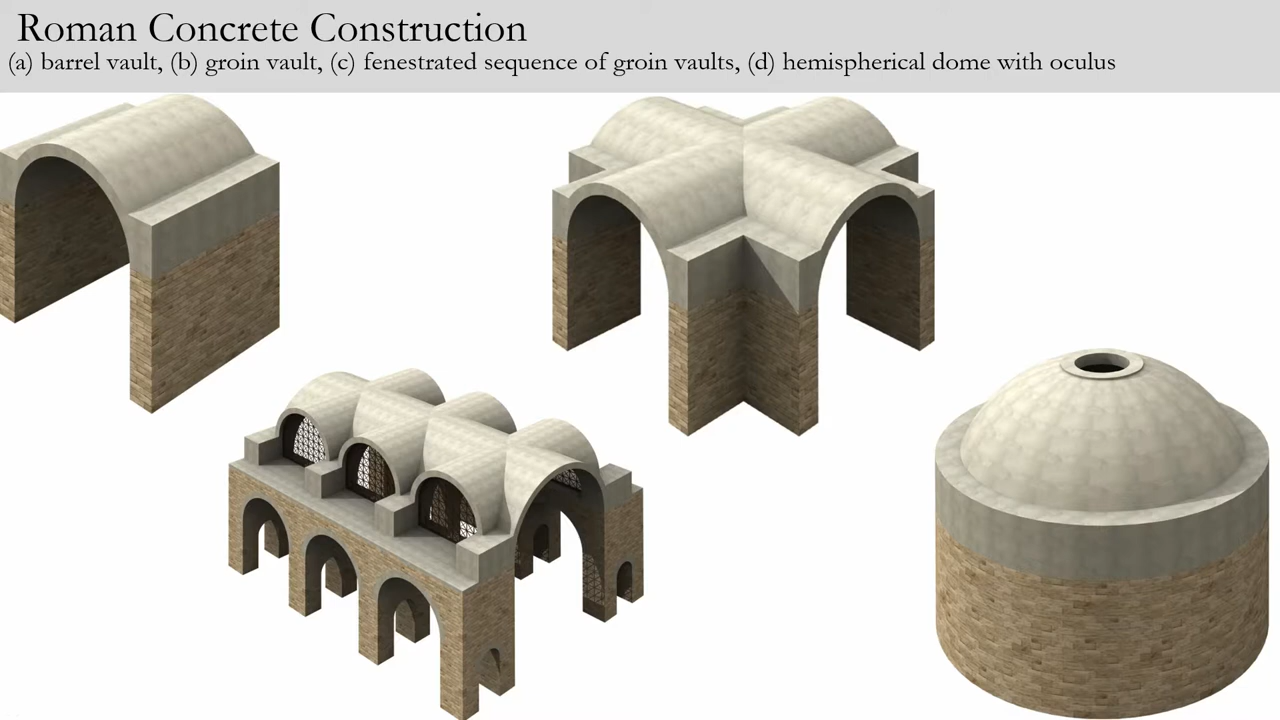 Roman Concrete Construction
(a) barrel vault, (b) groin vault, (c) fenestrated sequence of groin vaults, (d) hemispherical dome with oculus